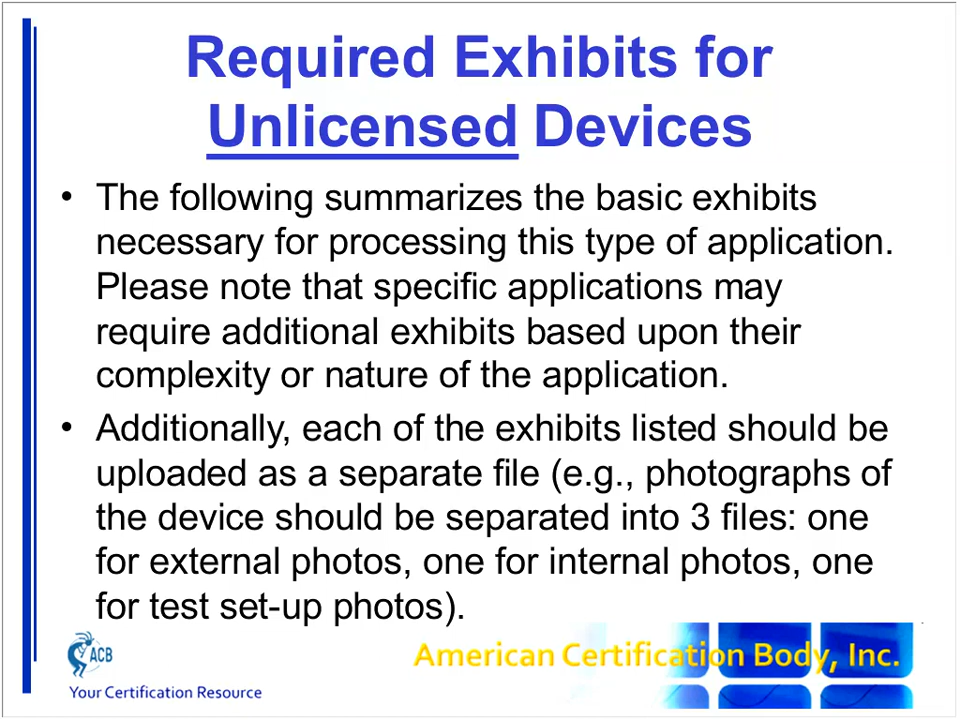 Required Exhibits for
Unlicensed Devices
• The following summarizes the basic exhibits
necessary for processing this type of application.
Please note that specific applications may
require additional exhibits based upon their
complexity or nature of the application.
• Additionally, each of the exhibits listed should be
uploaded as a separate file (e.g., photographs of
the device should be separated into 3 files: one
for external photos, one for internal photos, one
for test set-up photos).
ACB
American Certification Body, Inc.
Your Certification Resource